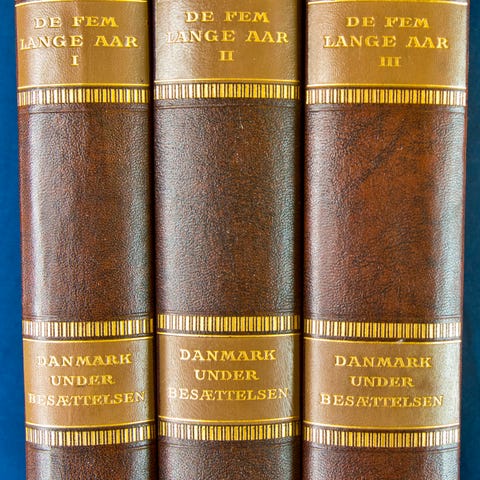 DE FEM
LANGE AAR
I
DANMARK
UNDER
BESÆTTELSEN
DE FEM
LANGE AAR
II
DANMARK
UNDER
BESÆTTELSEN
DE FEM
LANGE AAR
III
DANMARK
UNDER
BESÆTTELSEN